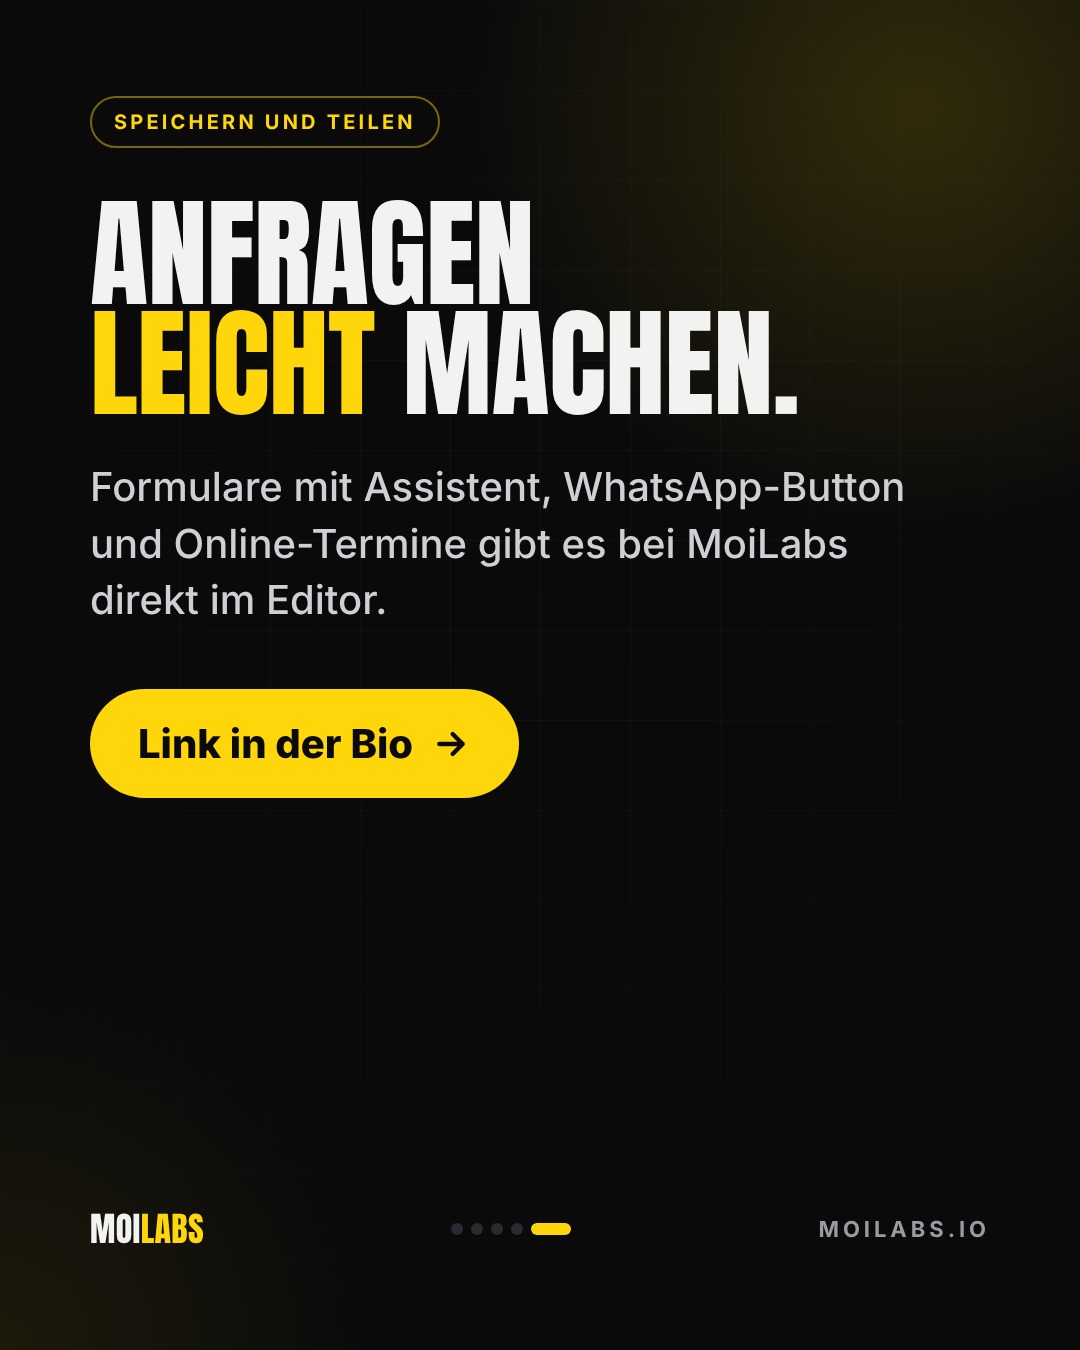 SPEICHERN UND TEILEN
ANFRAGEN
LEICHT MACHEN.
Formulare mit Assistent, WhatsApp-Button
und Online-Termine gibt es bei MoiLabs
direkt im Editor.
Link in der Bio →
MOILABS
MOILABS.IO